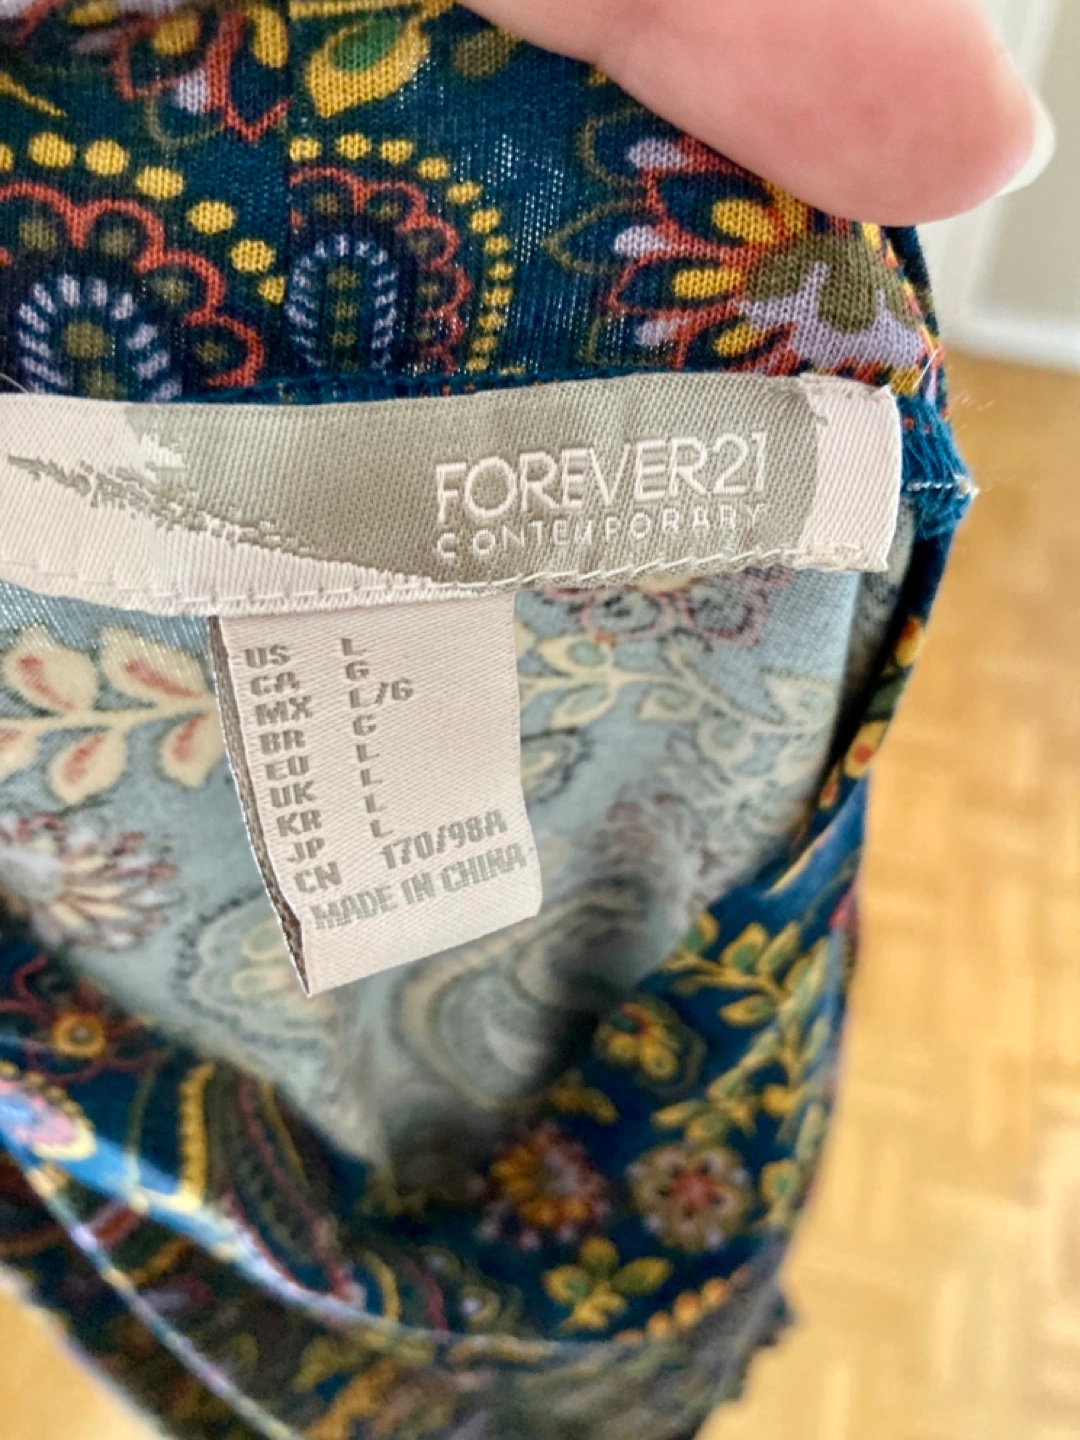 FOREVER21
CONTEMPORARY
US L
CA G
MX L/G
BR G
EU L
UK L
KR L
JP L
CN 170/98A
MADE IN CHINA